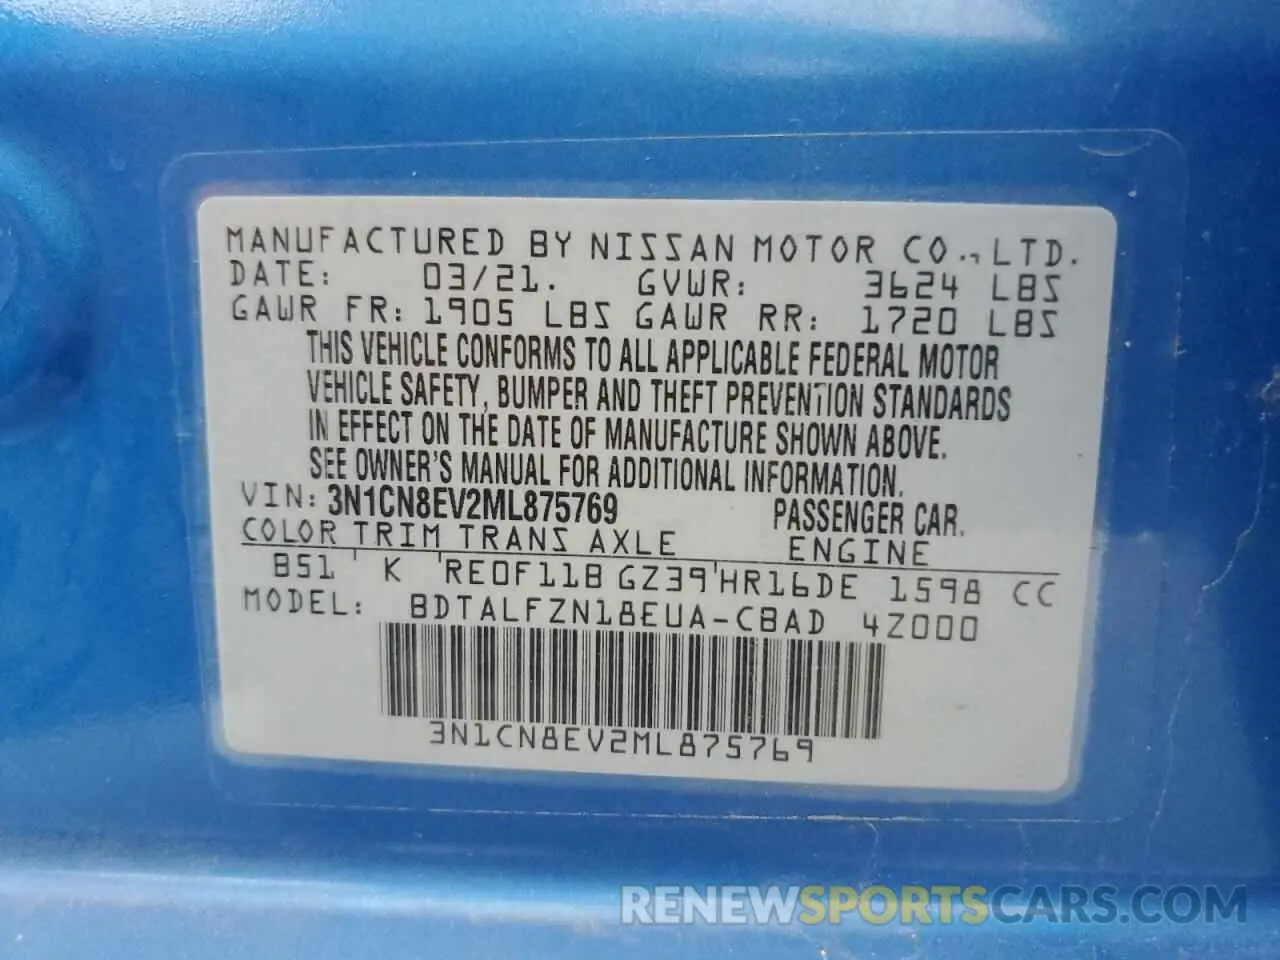 MANUFACTURED BY NISSAN MOTOR CO., LTD.
DATE: 03/21. GVWR: 3624 LBS
GAWR FR: 1905 LBS GAWR RR: 1720 LBS
THIS VEHICLE CONFORMS TO ALL APPLICABLE FEDERAL MOTOR
VEHICLE SAFETY, BUMPER AND THEFT PREVENTION STANDARDS
IN EFFECT ON THE DATE OF MANUFACTURE SHOWN ABOVE.
SEE OWNER'S MANUAL FOR ADDITIONAL INFORMATION.
VIN: 3N1CN8EV2ML875769 PASSENGER CAR.
COLOR TRIM TRANS AXLE ENGINE
B51 K RE0F11B GZ39 HR16DE 1598 CC
MODEL: BDTALFZN18EUA-CBAD 4Z000
3N1CN8EV2ML875769
RENEWSPORTSCARS.COM